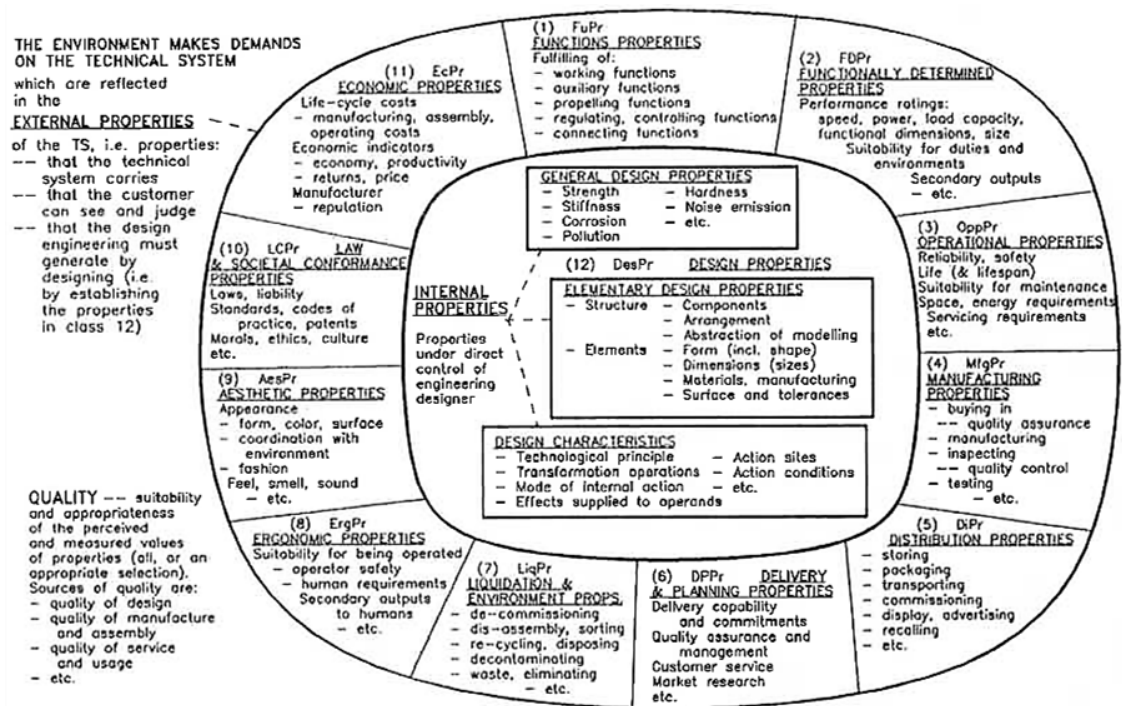 THE ENVIRONMENT MAKES DEMANDS
ON THE TECHNICAL SYSTEM
which are reflected
in the
EXTERNAL PROPERTIES
of the TS, i.e. properties:
-- that the technical
system carries
-- that the customer
can see and judge
-- that the design
engineering must
generate by
designing (i.e.
by establishing
the properties
in class 12)
QUALITY -- suitability
and appropriateness
of the perceived
and measured values
of properties (all, or an
appropriate selection).
Sources of quality are:
- quality of design
- quality of manufacture
and assembly
- quality of service
and usage
- etc.
(1) FuPr
FUNCTIONS PROPERTIES
Fulfilling of:
- working functions
- auxiliary functions
- propelling functions
- regulating, controlling functions
- connecting functions
(2) FDPr
FUNCTIONALLY DETERMINED
PROPERTIES
Performance ratings:
speed, power, load capacity,
functional dimensions, size
Suitability for duties and
environments
Secondary outputs
- etc.
(3) OppPr
OPERATIONAL PROPERTIES
Reliability, safety
Life (& lifespan)
Suitability for maintenance
Space, energy requirements
Servicing requirements
etc.
(4) MfgPr
MANUFACTURING
PROPERTIES
- buying in
-- quality assurance
- manufacturing
- inspecting
-- quality control
- testing
- etc.
(5) DiPr
DISTRIBUTION PROPERTIES
- storing
- packaging
- transporting
- commissioning
- display, advertising
- recalling
- etc.
(6) DPPr DELIVERY
& PLANNING PROPERTIES
Delivery capability
and commitments
Quality assurance and
management
Customer service
Market research
etc.
(7) LiqPr
LIQUIDATION &
ENVIRONMENT PROPS.
- de-commissioning
- dis-assembly, sorting
- re-cycling, disposing
- decontaminating
- waste, eliminating
- etc.
(8) ErgPr
ERGONOMIC PROPERTIES
Suitability for being operated
- operator safety
- human requirements
Secondary outputs
to humans
- etc.
(9) AesPr
AESTHETIC PROPERTIES
Appearance
- form, color, surface
- coordination with
environment
- fashion
Feel, smell, sound
- etc.
(10) LCPr LAW
& SOCIETAL CONFORMANCE
PROPERTIES
Laws, liability
Standards, codes of
practice, patents
Morals, ethics, culture
etc.
(11) EcPr
ECONOMIC PROPERTIES
Life-cycle costs
- manufacturing, assembly,
operating costs
Economic indicators
- economy, productivity
- returns, price
Manufacturer
- reputation
GENERAL DESIGN PROPERTIES
- Strength - Hardness
- Stiffness - Noise emission
- Corrosion - etc.
- Pollution
(12) DesPr DESIGN PROPERTIES
INTERNAL
PROPERTIES
Properties
under direct
control of
engineering
designer
ELEMENTARY DESIGN PROPERTIES
- Structure - Components
- Arrangement
- Abstraction of modelling
- Elements - Form (incl. shape)
- Dimensions (sizes)
- Materials, manufacturing
- Surface and tolerances
DESIGN CHARACTERISTICS
- Technological principle - Action sites
- Transformation operations - Action conditions
- Mode of internal action - etc.
- Effects supplied to operands